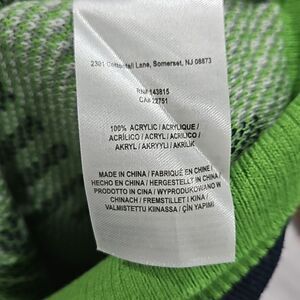 2301 Cottontail Lane, Somerset, NJ 08873
RN# 143815
CA# 22751
100% ACRYLIC / ACRYLIQUE /
ACRÍLICO / ACRYL / ACRILICO /
AKRYL / AKRYYLI / AKRILIK
MADE IN CHINA / FABRIQUÉ EN CHINE /
HECHO EN CHINA / HERGESTELLT IN CHINA /
PRODOTTO IN CINA / WYPRODUKOWANO W
CHINACH / FREMSTILLET I KINA /
VALMISTETTU KIINASSA / ÇİN YAPIMI